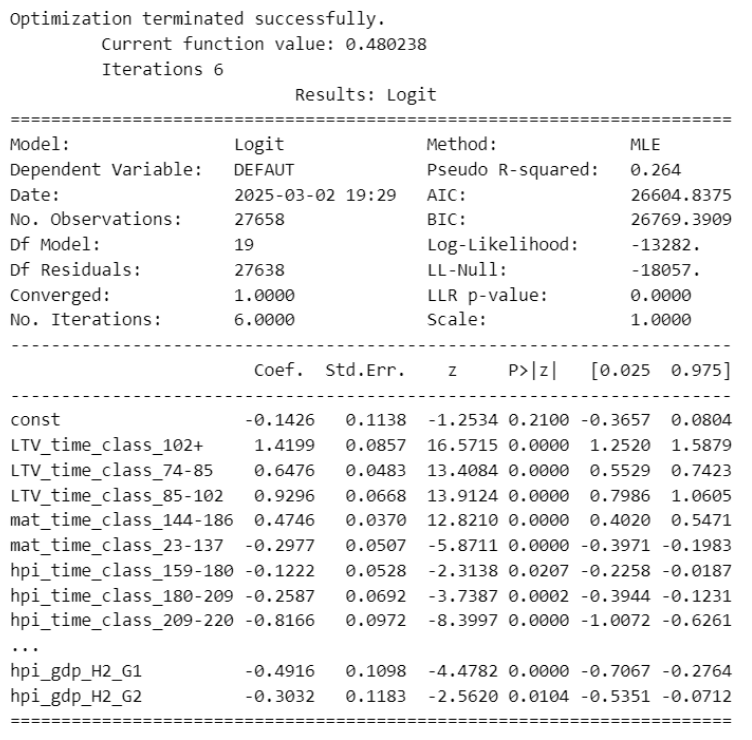 Optimization terminated successfully.
         Current function value: 0.480238
         Iterations 6
                         Results: Logit
=======================================================================
Model:                Logit              Method:             MLE
Dependent Variable:   DEFAUT             Pseudo R-squared:   0.264
Date:                 2025-03-02 19:29   AIC:                26604.8375
No. Observations:     27658              BIC:                26769.3909
Df Model:             19                 Log-Likelihood:     -13282.
Df Residuals:         27638              LL-Null:            -18057.
Converged:            1.0000             LLR p-value:        0.0000
No. Iterations:       6.0000             Scale:              1.0000
-----------------------------------------------------------------------
                        Coef.  Std.Err.    z     P>|z|   [0.025  0.975]
-----------------------------------------------------------------------
const                  -0.1426   0.1138  -1.2534 0.2100 -0.3657  0.0804
LTV_time_class_102+     1.4199   0.0857  16.5715 0.0000  1.2520  1.5879
LTV_time_class_74-85    0.6476   0.0483  13.4084 0.0000  0.5529  0.7423
LTV_time_class_85-102   0.9296   0.0668  13.9124 0.0000  0.7986  1.0605
mat_time_class_144-186  0.4746   0.0370  12.8210 0.0000  0.4020  0.5471
mat_time_class_23-137  -0.2977   0.0507  -5.8711 0.0000 -0.3971 -0.1983
hpi_time_class_159-180 -0.1222   0.0528  -2.3138 0.0207 -0.2258 -0.0187
hpi_time_class_180-209 -0.2587   0.0692  -3.7387 0.0002 -0.3944 -0.1231
hpi_time_class_209-220 -0.8166   0.0972  -8.3997 0.0000 -1.0072 -0.6261
...
hpi_gdp_H2_G1          -0.4916   0.1098  -4.4782 0.0000 -0.7067 -0.2764
hpi_gdp_H2_G2          -0.3032   0.1183  -2.5620 0.0104 -0.5351 -0.0712
=======================================================================